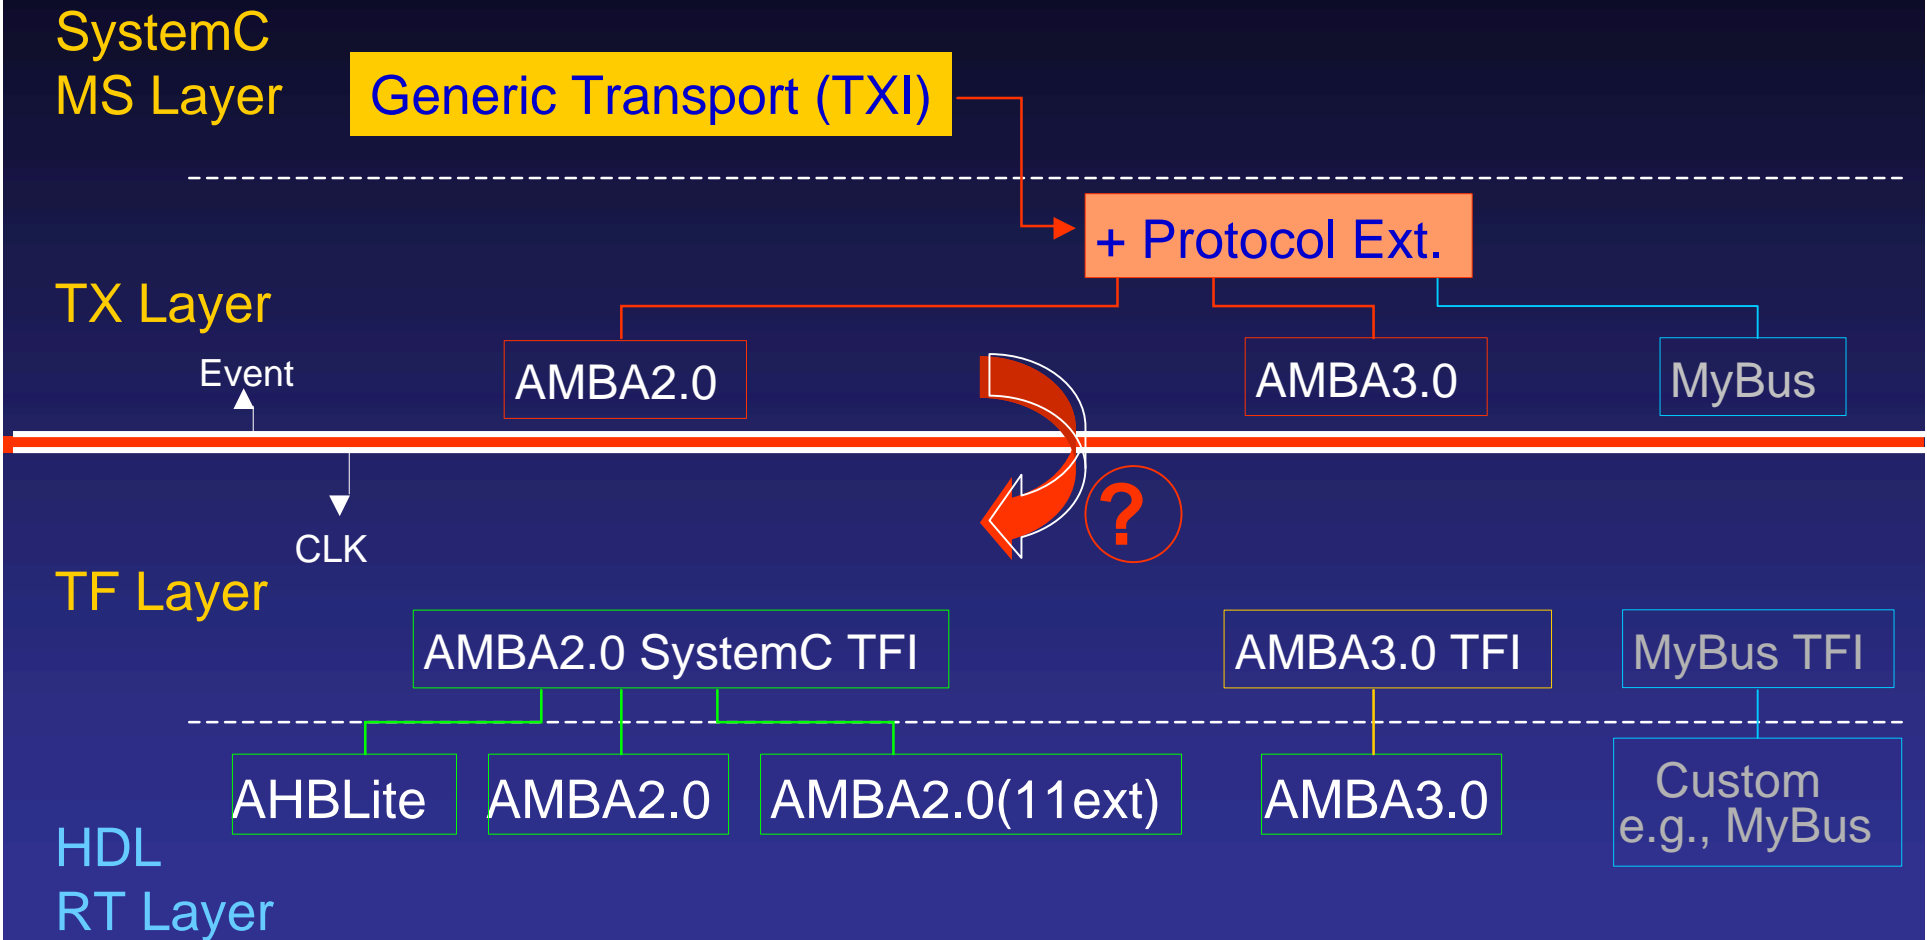 SystemC
MS Layer
Generic Transport (TXI)
+ Protocol Ext.
TX Layer
Event
AMBA2.0
AMBA3.0
MyBus
?
CLK
TF Layer
AMBA2.0 SystemC TFI
AMBA3.0 TFI
MyBus TFI
AHBLite
AMBA2.0
AMBA2.0(11ext)
AMBA3.0
Custom
e.g., MyBus
HDL
RT Layer